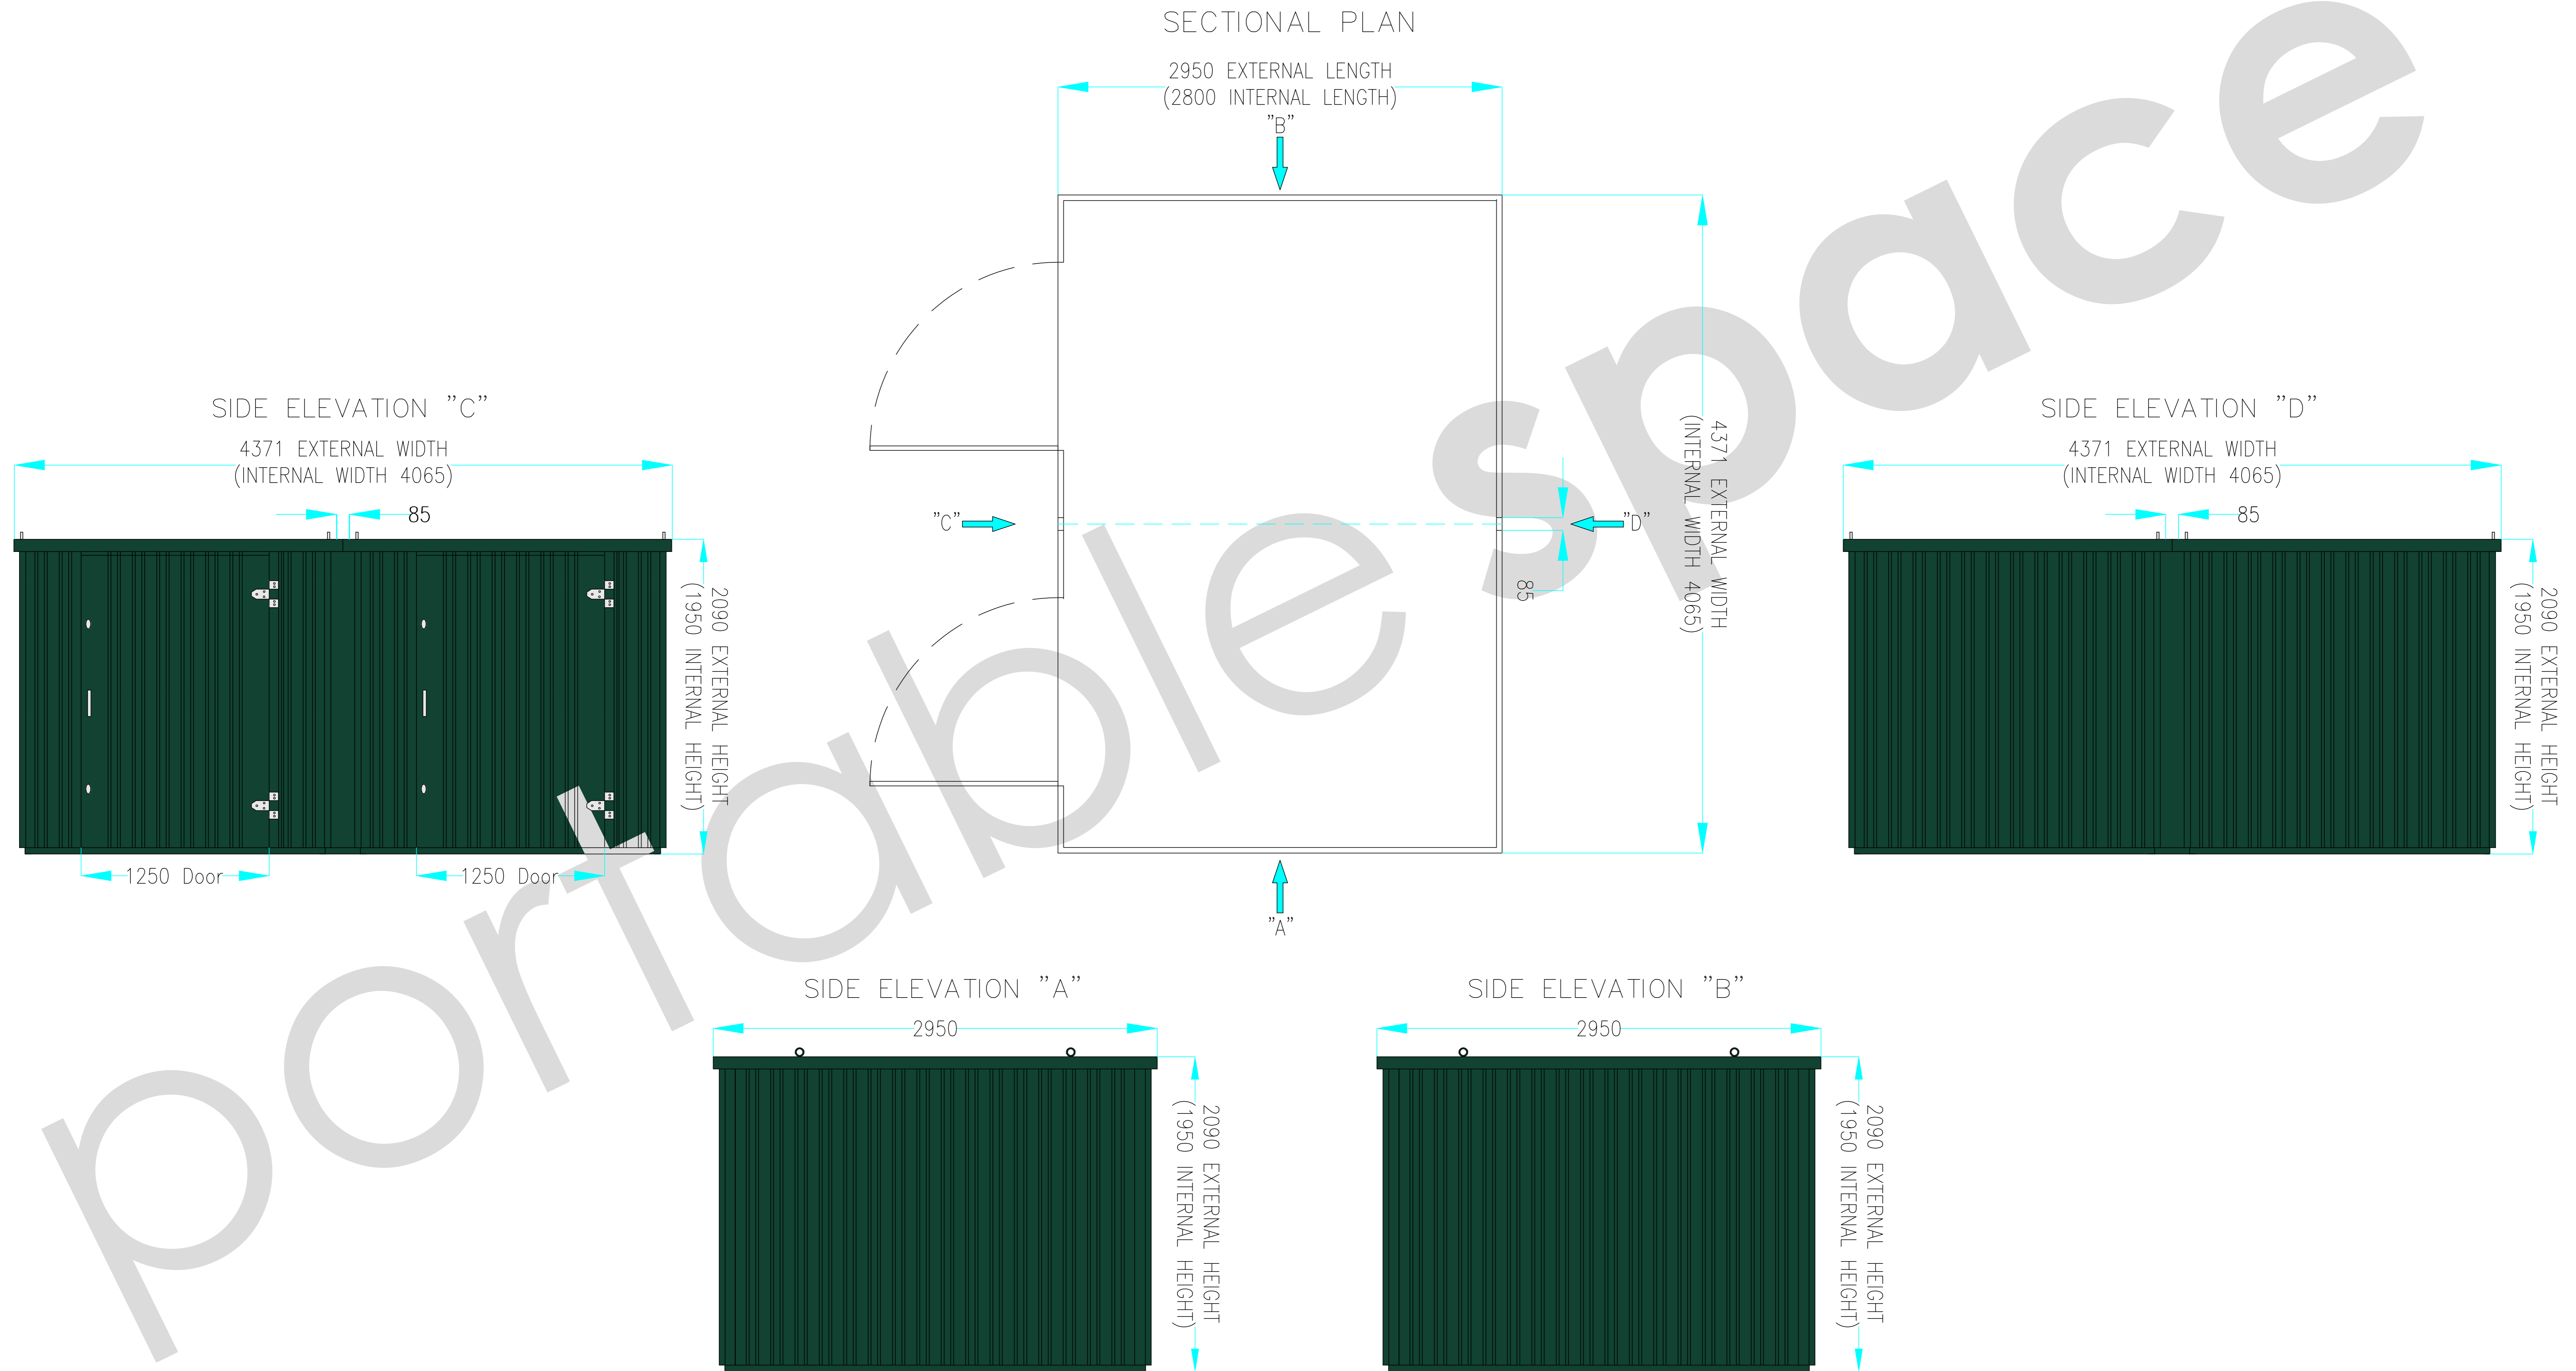 SECTIONAL PLAN
2950 EXTERNAL LENGTH
(2800 INTERNAL LENGTH)
"B"
"C"
"D"
"A"
85
4371 EXTERNAL WIDTH
(INTERNAL WIDTH 4065)
SIDE ELEVATION "C"
4371 EXTERNAL WIDTH
(INTERNAL WIDTH 4065)
85
2090 EXTERNAL HEIGHT
(1950 INTERNAL HEIGHT)
1250 Door
1250 Door
SIDE ELEVATION "D"
4371 EXTERNAL WIDTH
(INTERNAL WIDTH 4065)
85
2090 EXTERNAL HEIGHT
(1950 INTERNAL HEIGHT)
SIDE ELEVATION "A"
2950
2090 EXTERNAL HEIGHT
(1950 INTERNAL HEIGHT)
SIDE ELEVATION "B"
2950
2090 EXTERNAL HEIGHT
(1950 INTERNAL HEIGHT)
portable space